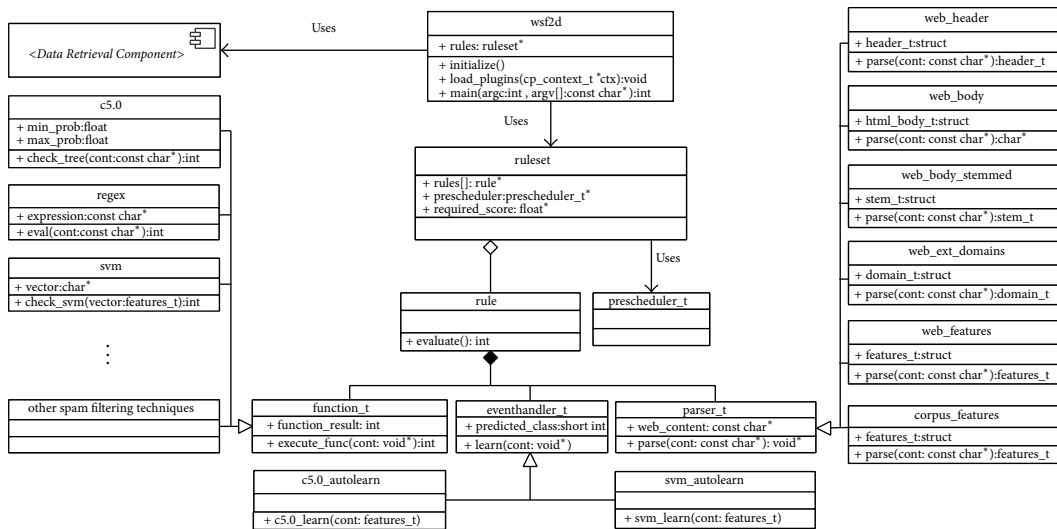 <Data Retrieval Component>
Uses
wsf2d
+ rules: ruleset*
+ initialize()
+ load_plugins(cp_context_t *ctx):void
+ main(argc:int , argv[]:const char*):int
Uses
c5.0
+ min_prob:float
+ max_prob:float
+ check_tree(cont:const char*):int
regex
+ expression:const char*
+ eval(cont:const char*):int
svm
+ vector:char*
+ check_svm(vector:features_t):int
⋮
other spam filtering techniques
ruleset
+ rules[]: rule*
+ prescheduler:prescheduler_t*
+ required_score: float*
Uses
rule
+ evaluate(): int
prescheduler_t
function_t
+ function_result: int
+ execute_func(cont: void*):int
eventhandler_t
+ predicted_class:short int
+ learn(cont: void*)
parser_t
+ web_content: const char*
+ parse(cont: const char*): void*
c5.0_autolearn
+ c5.0_learn(cont: features_t)
svm_autolearn
+ svm_learn(cont: features_t)
web_header
+ header_t:struct
+ parse(cont: const char*):header_t
web_body
+ html_body_t:struct
+ parse(cont: const char*):char*
web_body_stemmed
+ stem_t:struct
+ parse(cont: const char*):stem_t
web_ext_domains
+ domain_t:struct
+ parse(cont: const char*):domain_t
web_features
+ features_t:struct
+ parse(cont: const char*):features_t
corpus_features
+ features_t:struct
+ parse(cont: const char*):features_t